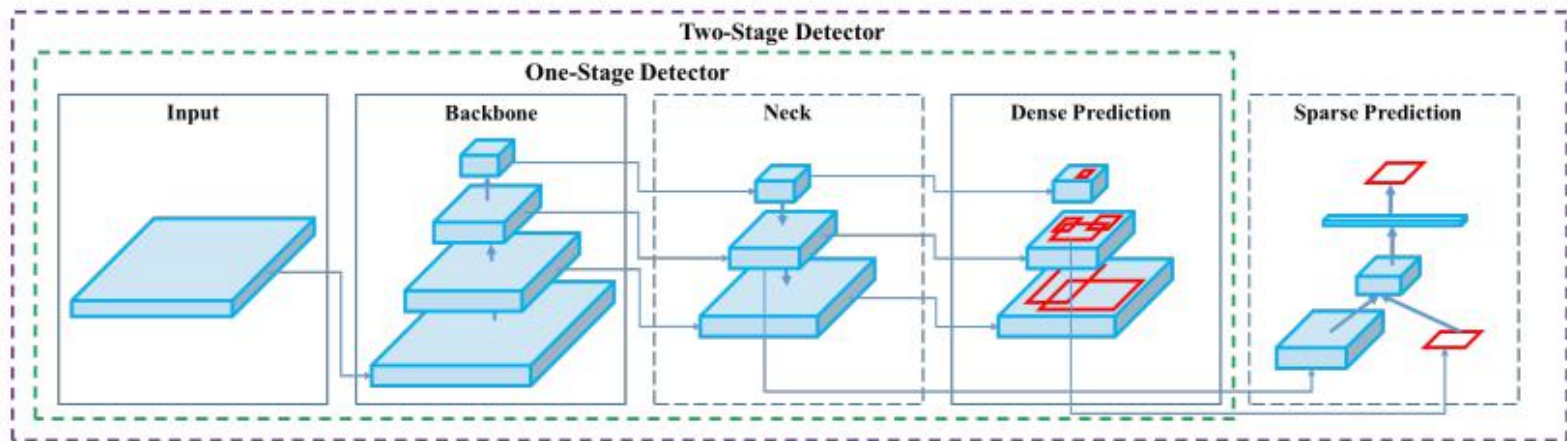 Two-Stage Detector
One-Stage Detector
Input
Backbone
Neck
Dense Prediction
Sparse Prediction